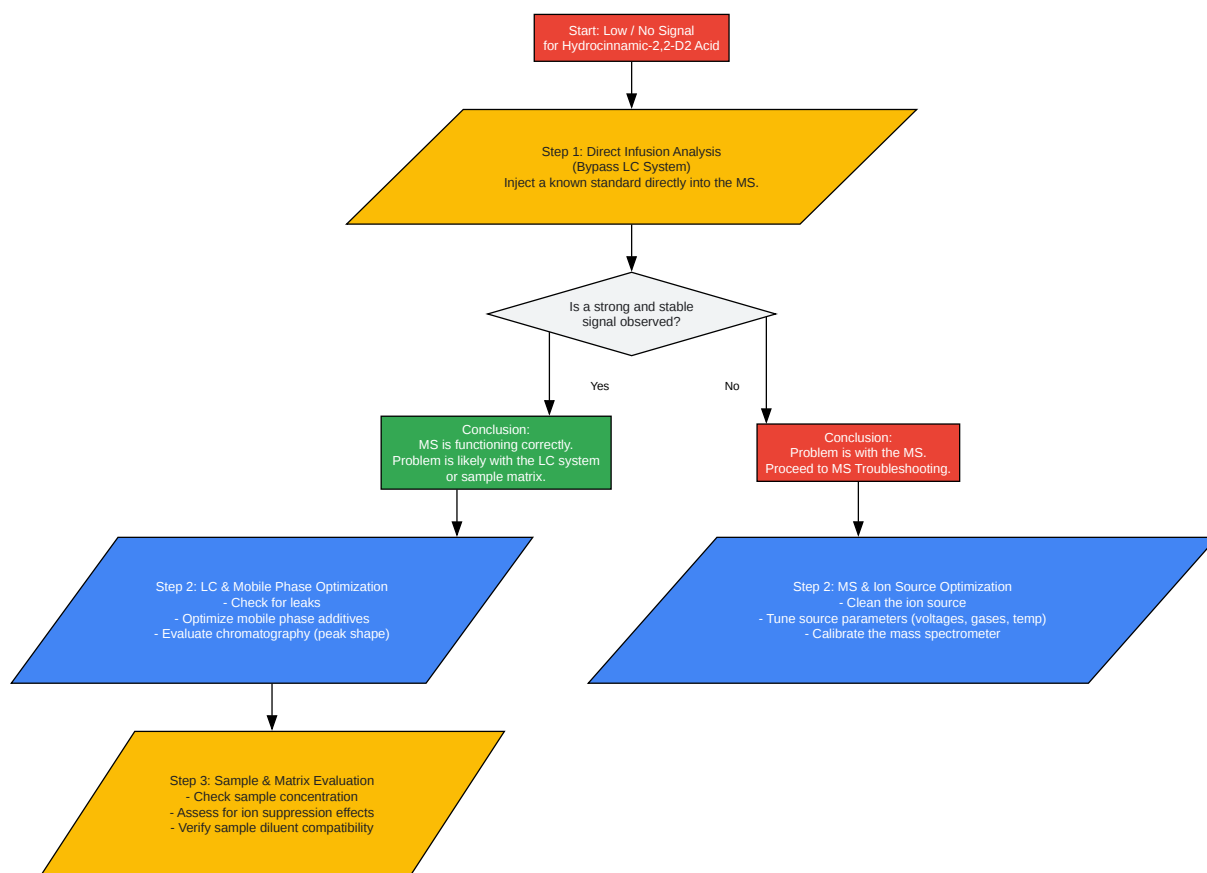 Start: Low / No Signal
for Hydrocinnamic-2,2-D2 Acid
Step 1: Direct Infusion Analysis
(Bypass LC System)
Inject a known standard directly into the MS.
Is a strong and stable
signal observed?
Yes
No
Conclusion:
MS is functioning correctly.
Problem is likely with the LC system
or sample matrix.
Conclusion:
Problem is with the MS.
Proceed to MS Troubleshooting.
Step 2: LC & Mobile Phase Optimization
- Check for leaks
- Optimize mobile phase additives
- Evaluate chromatography (peak shape)
Step 2: MS & Ion Source Optimization
- Clean the ion source
- Tune source parameters (voltages, gases, temp)
- Calibrate the mass spectrometer
Step 3: Sample & Matrix Evaluation
- Check sample concentration
- Assess for ion suppression effects
- Verify sample diluent compatibility